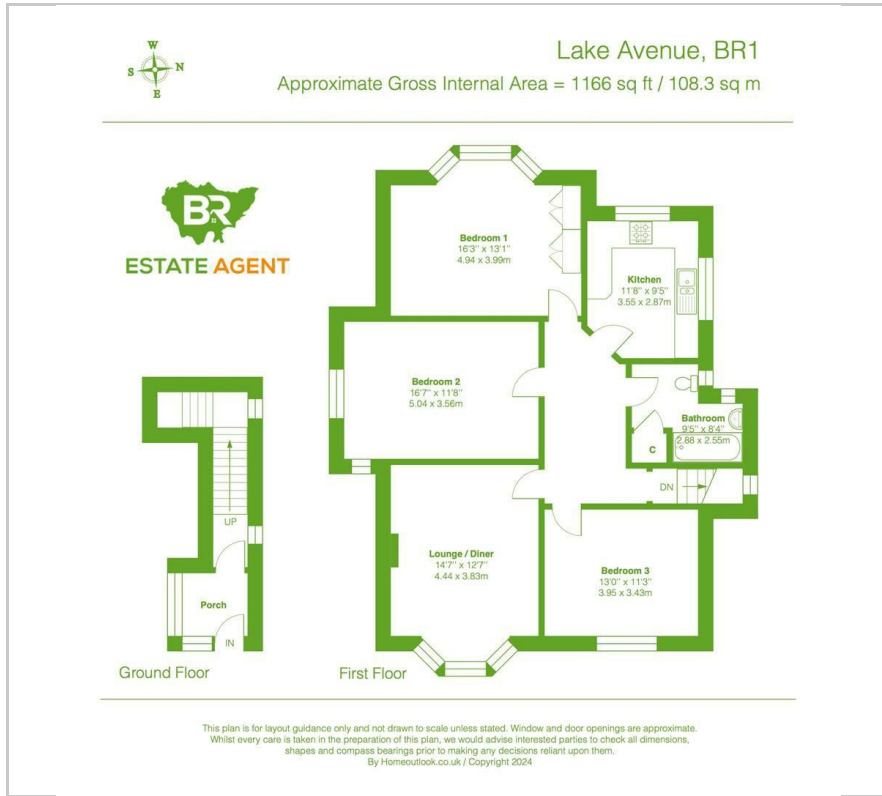 W
S N
E
Lake Avenue, BR1
Approximate Gross Internal Area = 1166 sq ft / 108.3 sq m
BR
ESTATE AGENT
Bedroom 1
16'3'' x 13'1''
4.94 x 3.99m
Kitchen
11'8'' x 9'5''
3.55 x 2.87m
Bedroom 2
16'7'' x 11'8''
5.04 x 3.56m
Bathroom
9'5'' x 8'4''
2.88 x 2.55m
C
DN
UP
Lounge / Diner
14'7'' x 12'7''
4.44 x 3.83m
Bedroom 3
13'0'' x 11'3''
3.95 x 3.43m
Porch
IN
Ground Floor
First Floor
This plan is for layout guidance only and not drawn to scale unless stated. Window and door openings are approximate.
Whilst every care is taken in the preparation of this plan, we would advise interested parties to check all dimensions,
shapes and compass bearings prior to making any decisions reliant upon them.
By Homeoutlook.co.uk / Copyright 2024